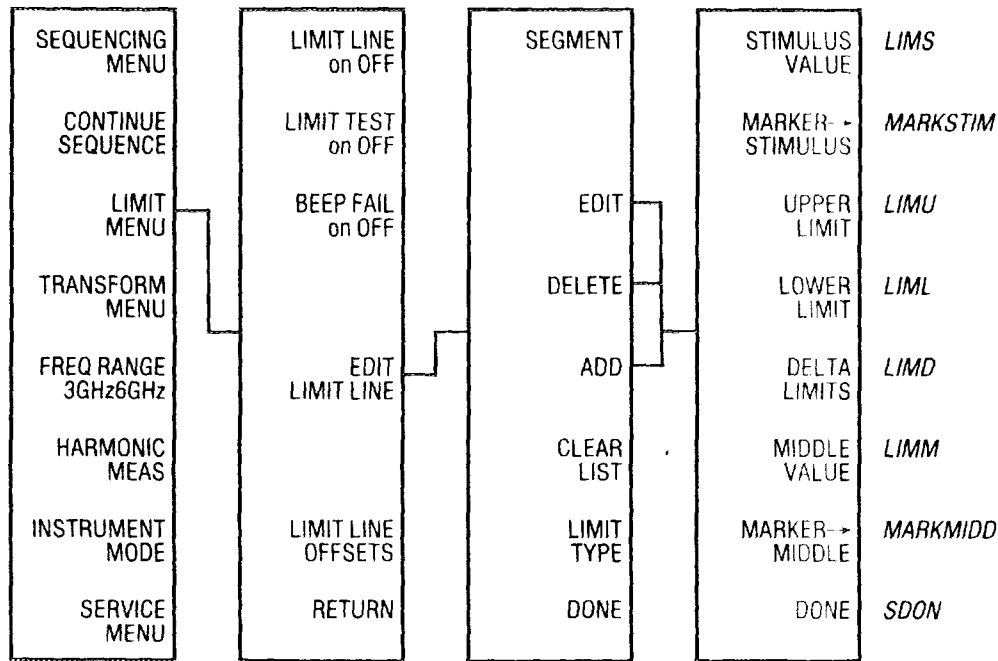 SEQUENCING
MENU
CONTINUE
SEQUENCE
LIMIT
MENU
TRANSFORM
MENU
FREQ RANGE
3GHz6GHz
HARMONIC
MEAS
INSTRUMENT
MODE
SERVICE
MENU
LIMIT LINE
on OFF
LIMIT TEST
on OFF
BEEP FAIL
on OFF
EDIT
LIMIT LINE
LIMIT LINE
OFFSETS
RETURN
SEGMENT
EDIT
DELETE
ADD
CLEAR
LIST
LIMIT
TYPE
DONE
STIMULUS
VALUE
LIMS
MARKER→
STIMULUS
MARKSTIM
UPPER
LIMIT
LIMU
LOWER
LIMIT
LIML
DELTA
LIMITS
LIMD
MIDDLE
VALUE
LIMM
MARKER→
MIDDLE
MARKMIDD
DONE
SDON